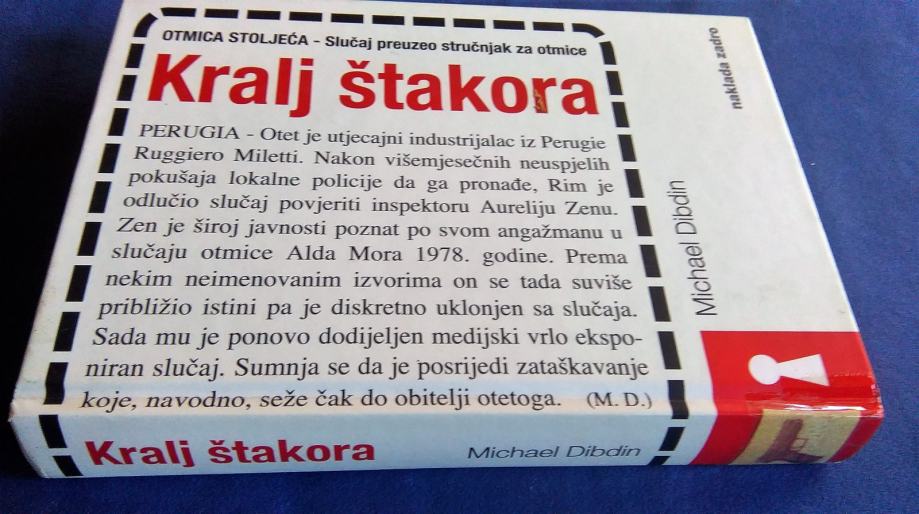 OTMICA STOLJEĆA - Slučaj preuzeo stručnjak za otmice
Kralj štakora
PERUGIA - Otet je utjecajni industrijalac iz Perugie
Ruggiero Miletti. Nakon višemjesečnih neuspjelih
pokušaja lokalne policije da ga pronađe, Rim je
odlučio slučaj povjeriti inspektoru Aureliju Zenu.
Zen je široj javnosti poznat po svom angažmanu u
slučaju otmice Alda Mora 1978. godine. Prema
nekim neimenovanim izvorima on se tada suviše
približio istini pa je diskretno uklonjen sa slučaja.
Sada mu je ponovo dodijeljen medijski vrlo ekspo-
niran slučaj. Sumnja se da je posrijedi zataškavanje
koje, navodno, seže čak do obitelji otetoga. (M. D.)
Michael Dibdin
naklada zadro
Kralj štakora
Michael Dibdin